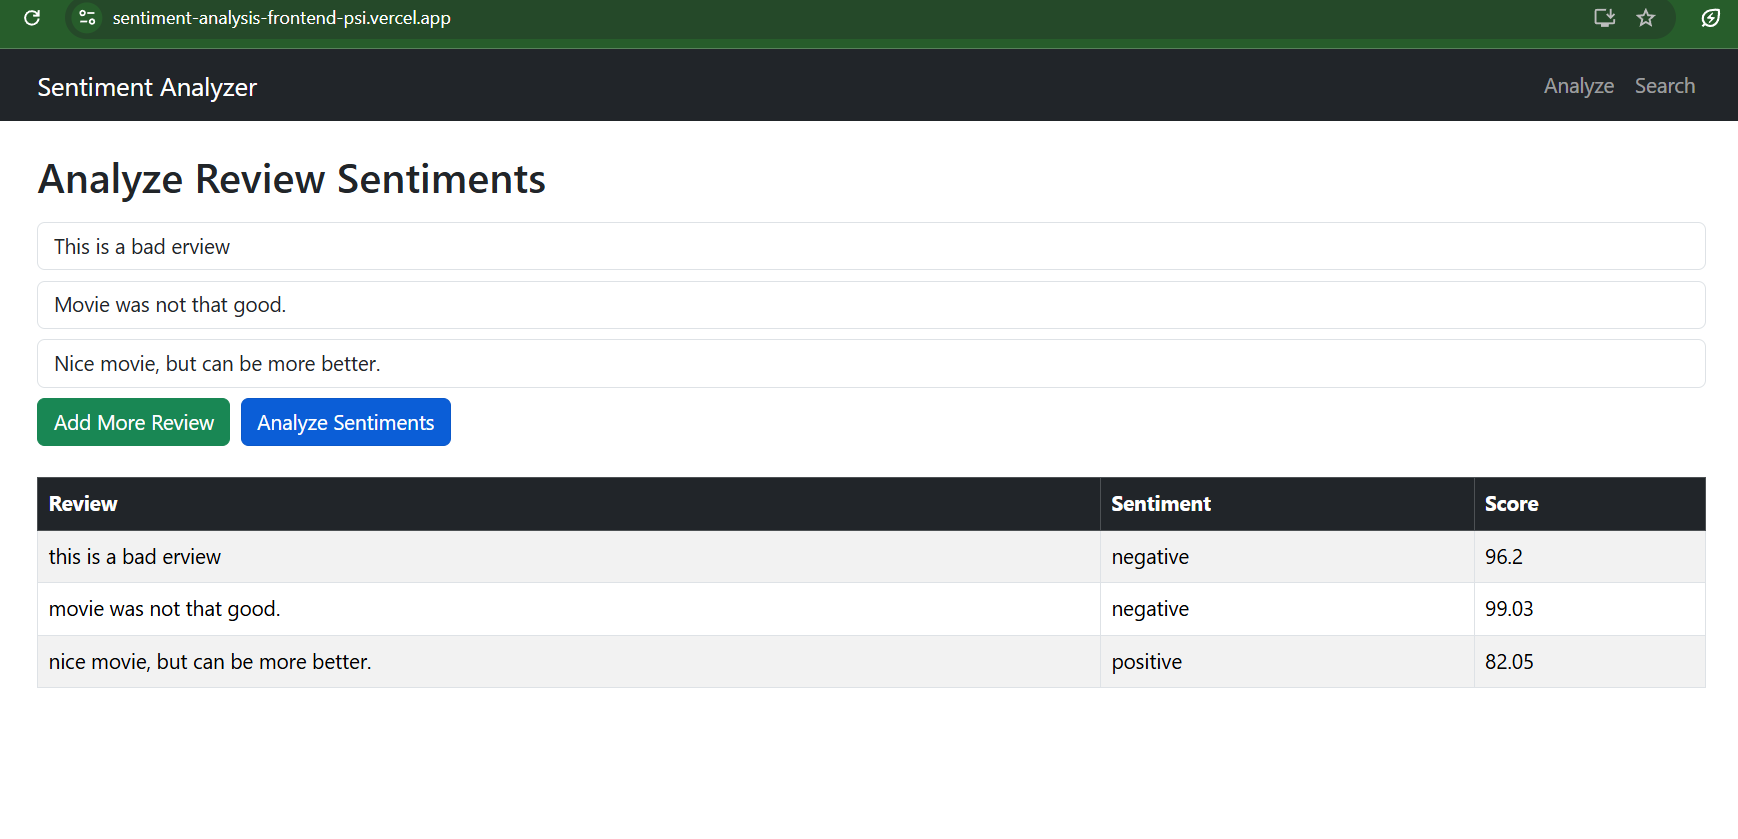 sentiment-analysis-frontend-psi.vercel.app
Sentiment Analyzer Analyze Search
Analyze Review Sentiments
This is a bad erview
Movie was not that good.
Nice movie, but can be more better.
Add More Review Analyze Sentiments
Review Sentiment Score
this is a bad erview negative 96.2
movie was not that good. negative 99.03
nice movie, but can be more better. positive 82.05